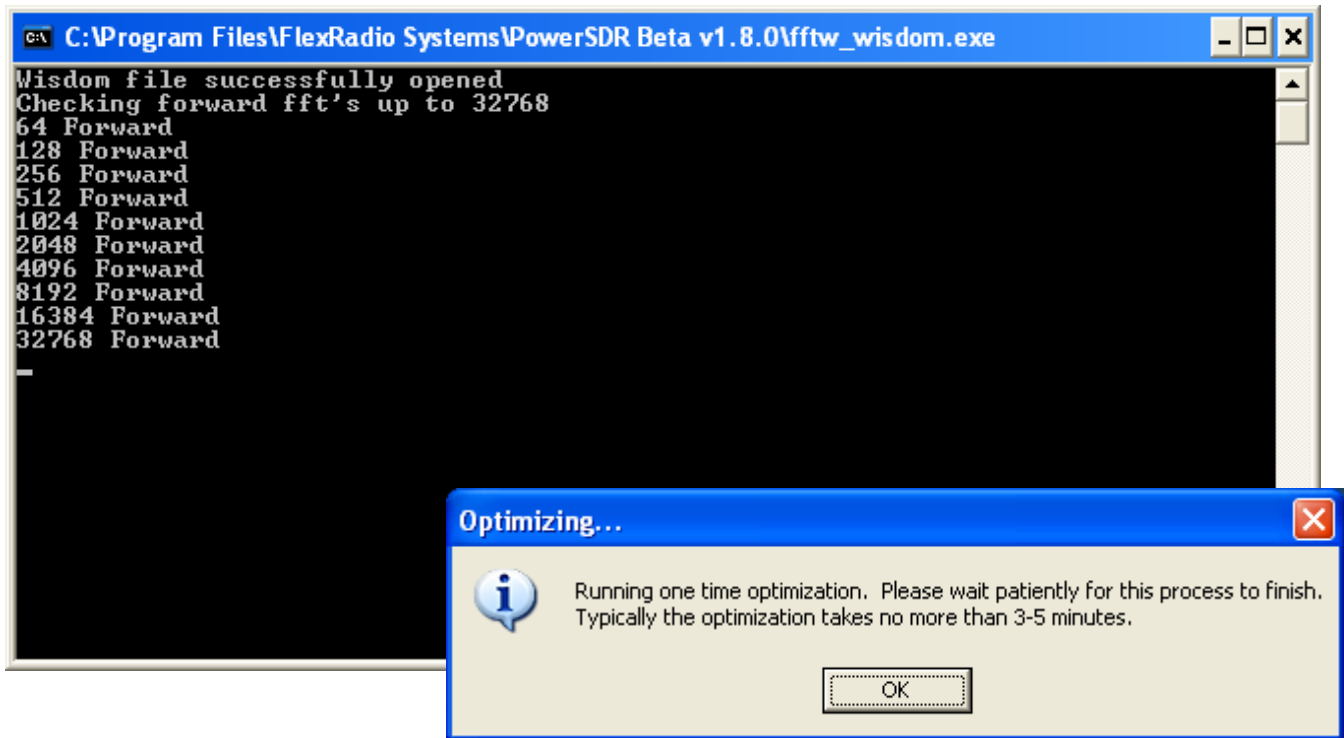 C:\Program Files\FlexRadio Systems\PowerSDR Beta v1.8.0\fftw_wisdom.exe
Wisdom file successfully opened
Checking forward fft's up to 32768
64 Forward
128 Forward
256 Forward
512 Forward
1024 Forward
2048 Forward
4096 Forward
8192 Forward
16384 Forward
32768 Forward
Optimizing...
Running one time optimization.  Please wait patiently for this process to finish.
Typically the optimization takes no more than 3-5 minutes.
OK